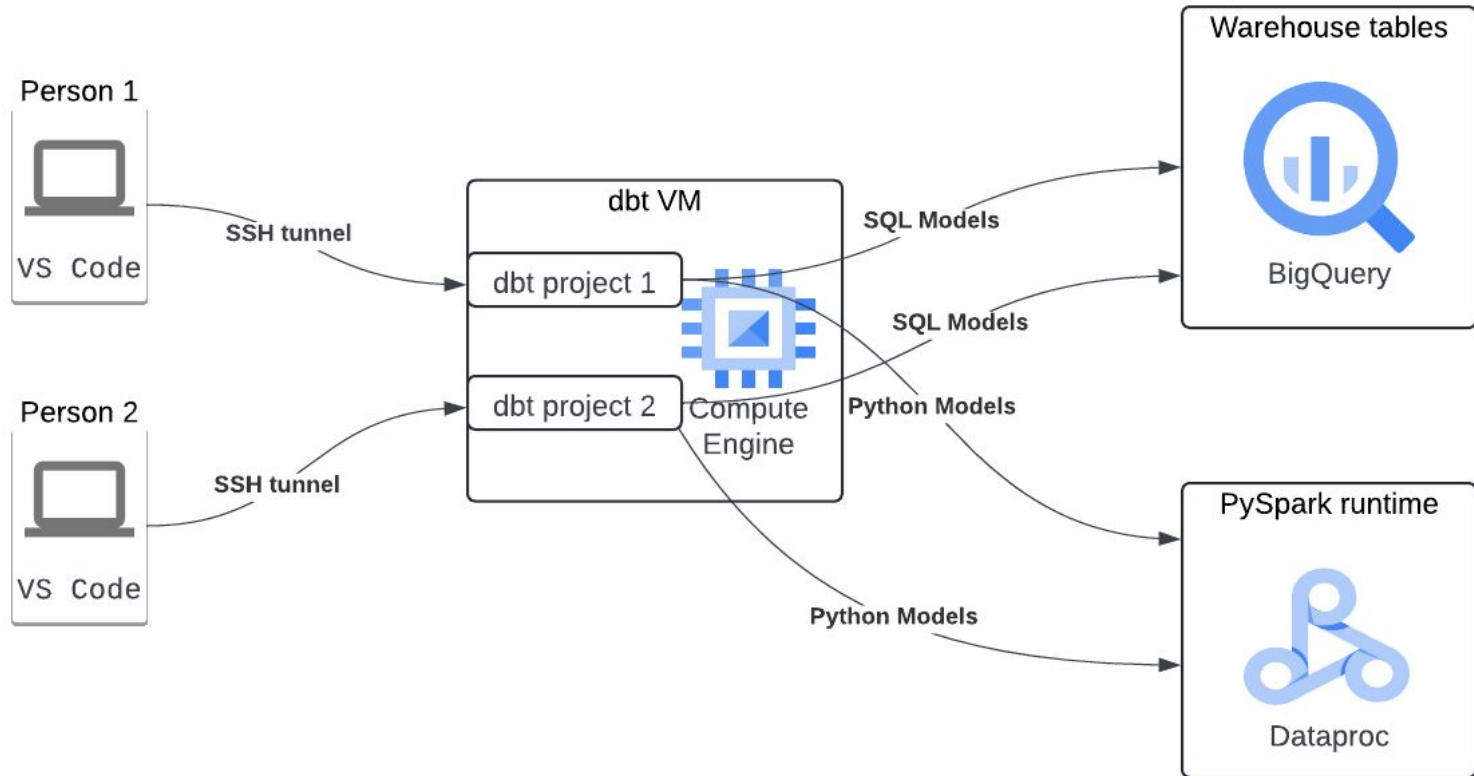 Person 1
VS Code
SSH tunnel
Person 2
VS Code
SSH tunnel
dbt VM
dbt project 1
dbt project 2
Compute
Engine
SQL Models
SQL Models
Python Models
Python Models
Warehouse tables
BigQuery
PySpark runtime
Dataproc